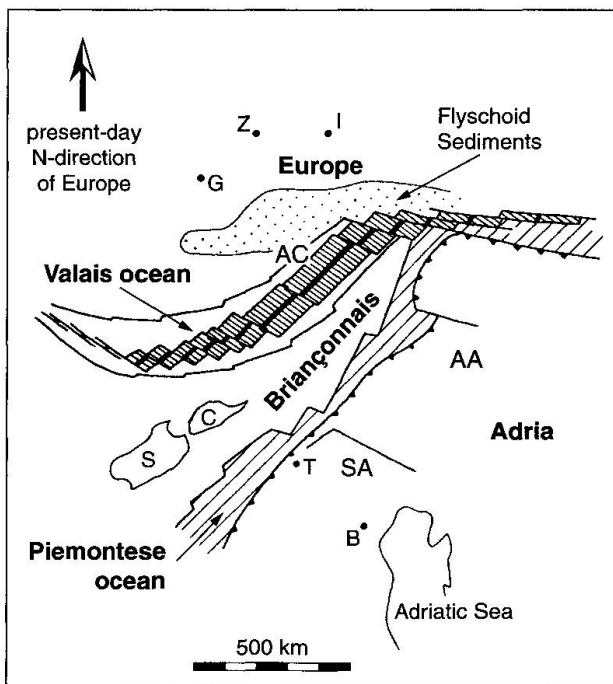 present-day
N-direction
of Europe
Z
I
G
Europe
Flyschoid
Sediments
AC
Valais ocean
Briançonnais
AA
Adria
C
S
T
SA
B
Piemontese
ocean
Adriatic Sea
500 km